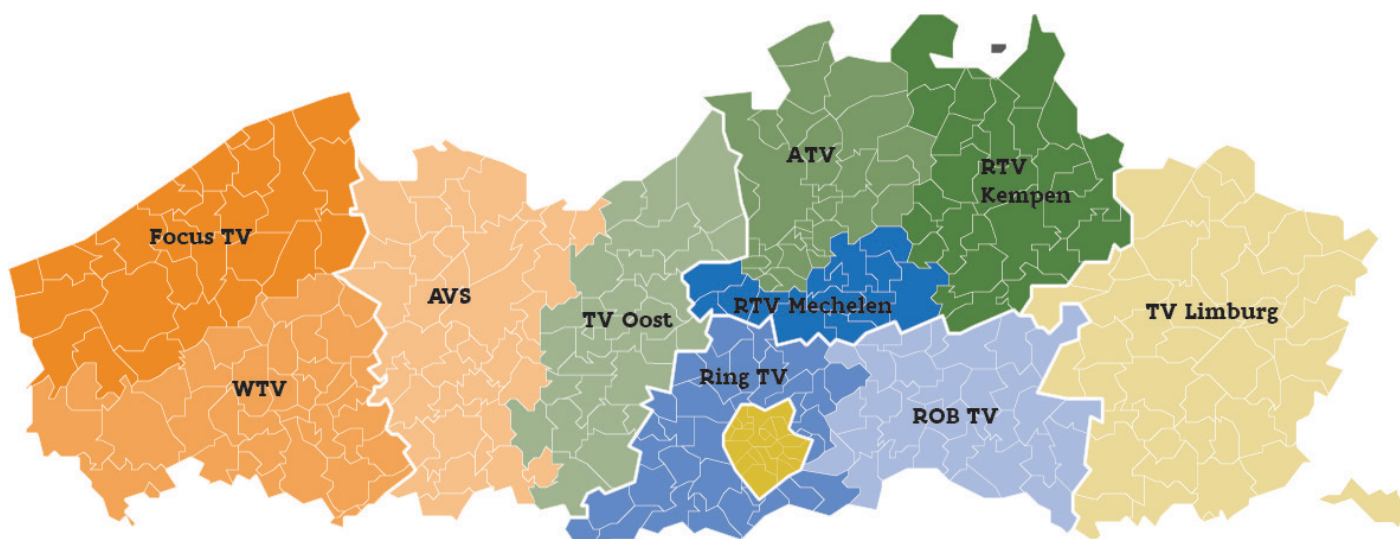 Focus TV
WTV
AVS
TV Oost
ATV
RTV
Kempen
RTV Mechelen
Ring TV
ROB TV
TV Limburg